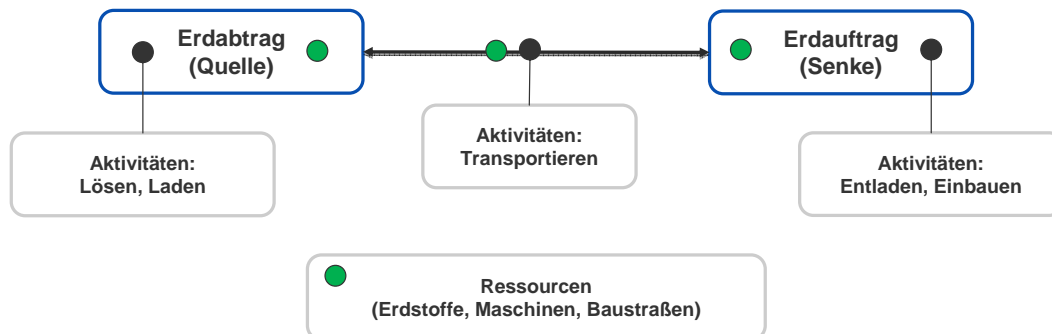 Erdabtrag
(Quelle)
Erdauftrag
(Senke)
Aktivitäten:
Lösen, Laden
Aktivitäten:
Transportieren
Aktivitäten:
Entladen, Einbauen
Ressourcen
(Erdstoffe, Maschinen, Baustraßen)